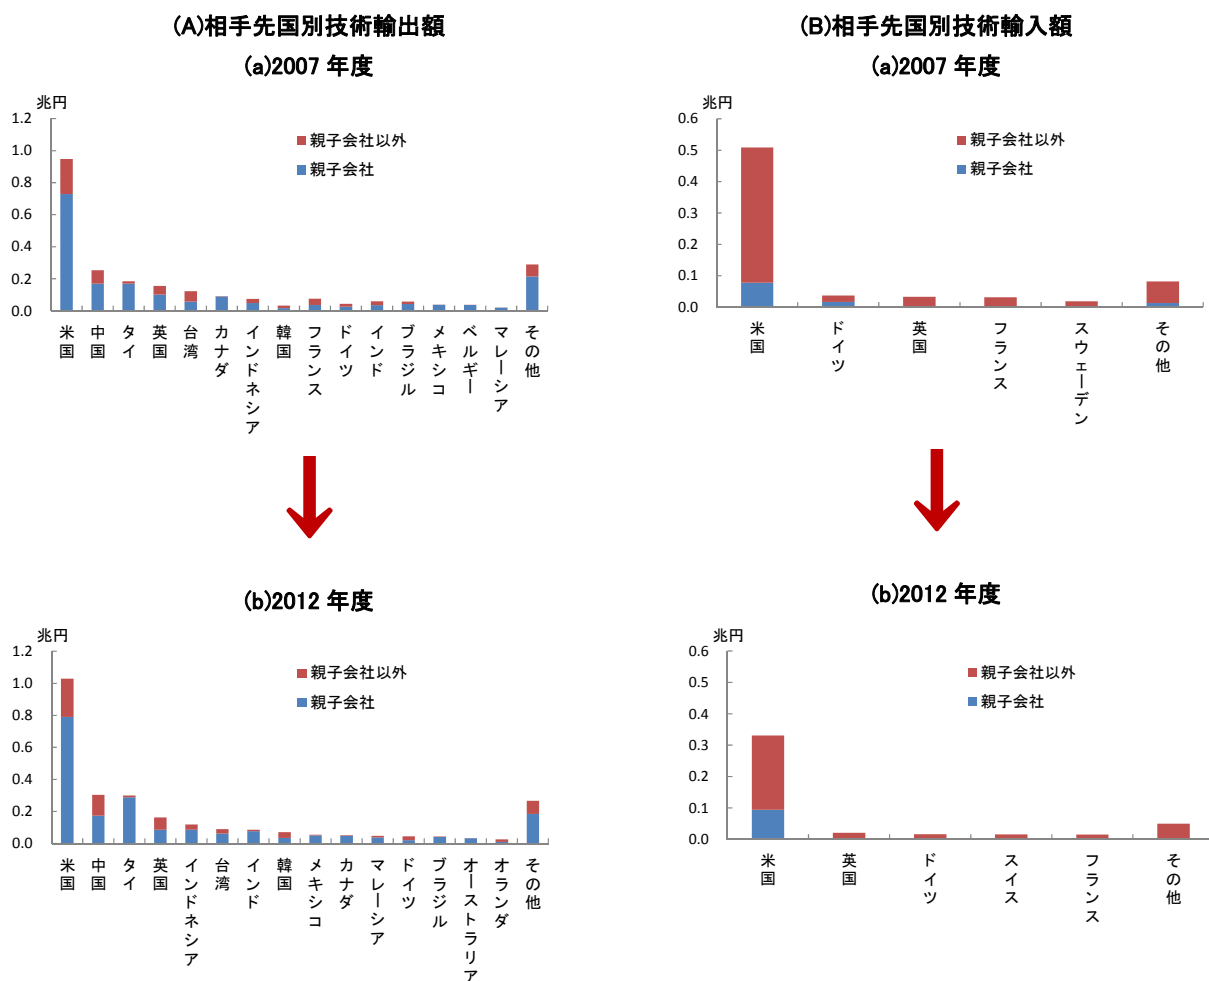 (A)相手先国別技術輸出額
(a)2007 年度
兆円
1.2
1.0
0.8
0.6
0.4
0.2
0.0
親子会社以外
親子会社
米国
中国
タイ
英国
台湾
カナダ
インドネシア
韓国
フランス
ドイツ
インド
ブラジル
メキシコ
ベルギー
マレーシア
その他
(B)相手先国別技術輸入額
(a)2007 年度
兆円
0.6
0.5
0.4
0.3
0.2
0.1
0.0
親子会社以外
親子会社
米国
ドイツ
英国
フランス
スウェーデン
その他
(b)2012 年度
兆円
1.2
1.0
0.8
0.6
0.4
0.2
0.0
親子会社以外
親子会社
米国
中国
タイ
英国
インドネシア
台湾
インド
韓国
メキシコ
カナダ
マレーシア
ドイツ
ブラジル
オーストラリア
オランダ
その他
(b)2012 年度
兆円
0.6
0.5
0.4
0.3
0.2
0.1
0.0
親子会社以外
親子会社
米国
英国
ドイツ
スイス
フランス
その他